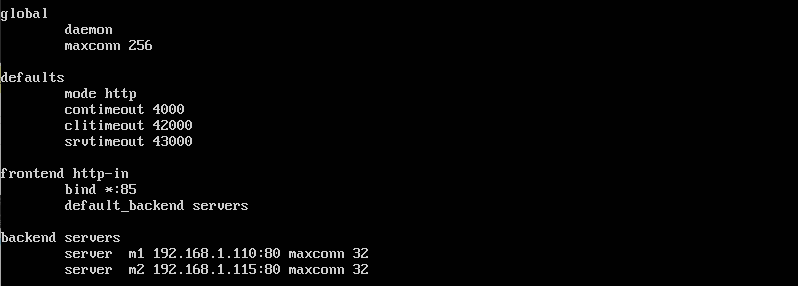 global
        daemon
        maxconn 256

defaults
        mode http
        contimeout 4000
        clitimeout 42000
        srvtimeout 43000

frontend http-in
        bind *:85
        default_backend servers

backend servers
        server  m1 192.168.1.110:80 maxconn 32
        server  m2 192.168.1.115:80 maxconn 32